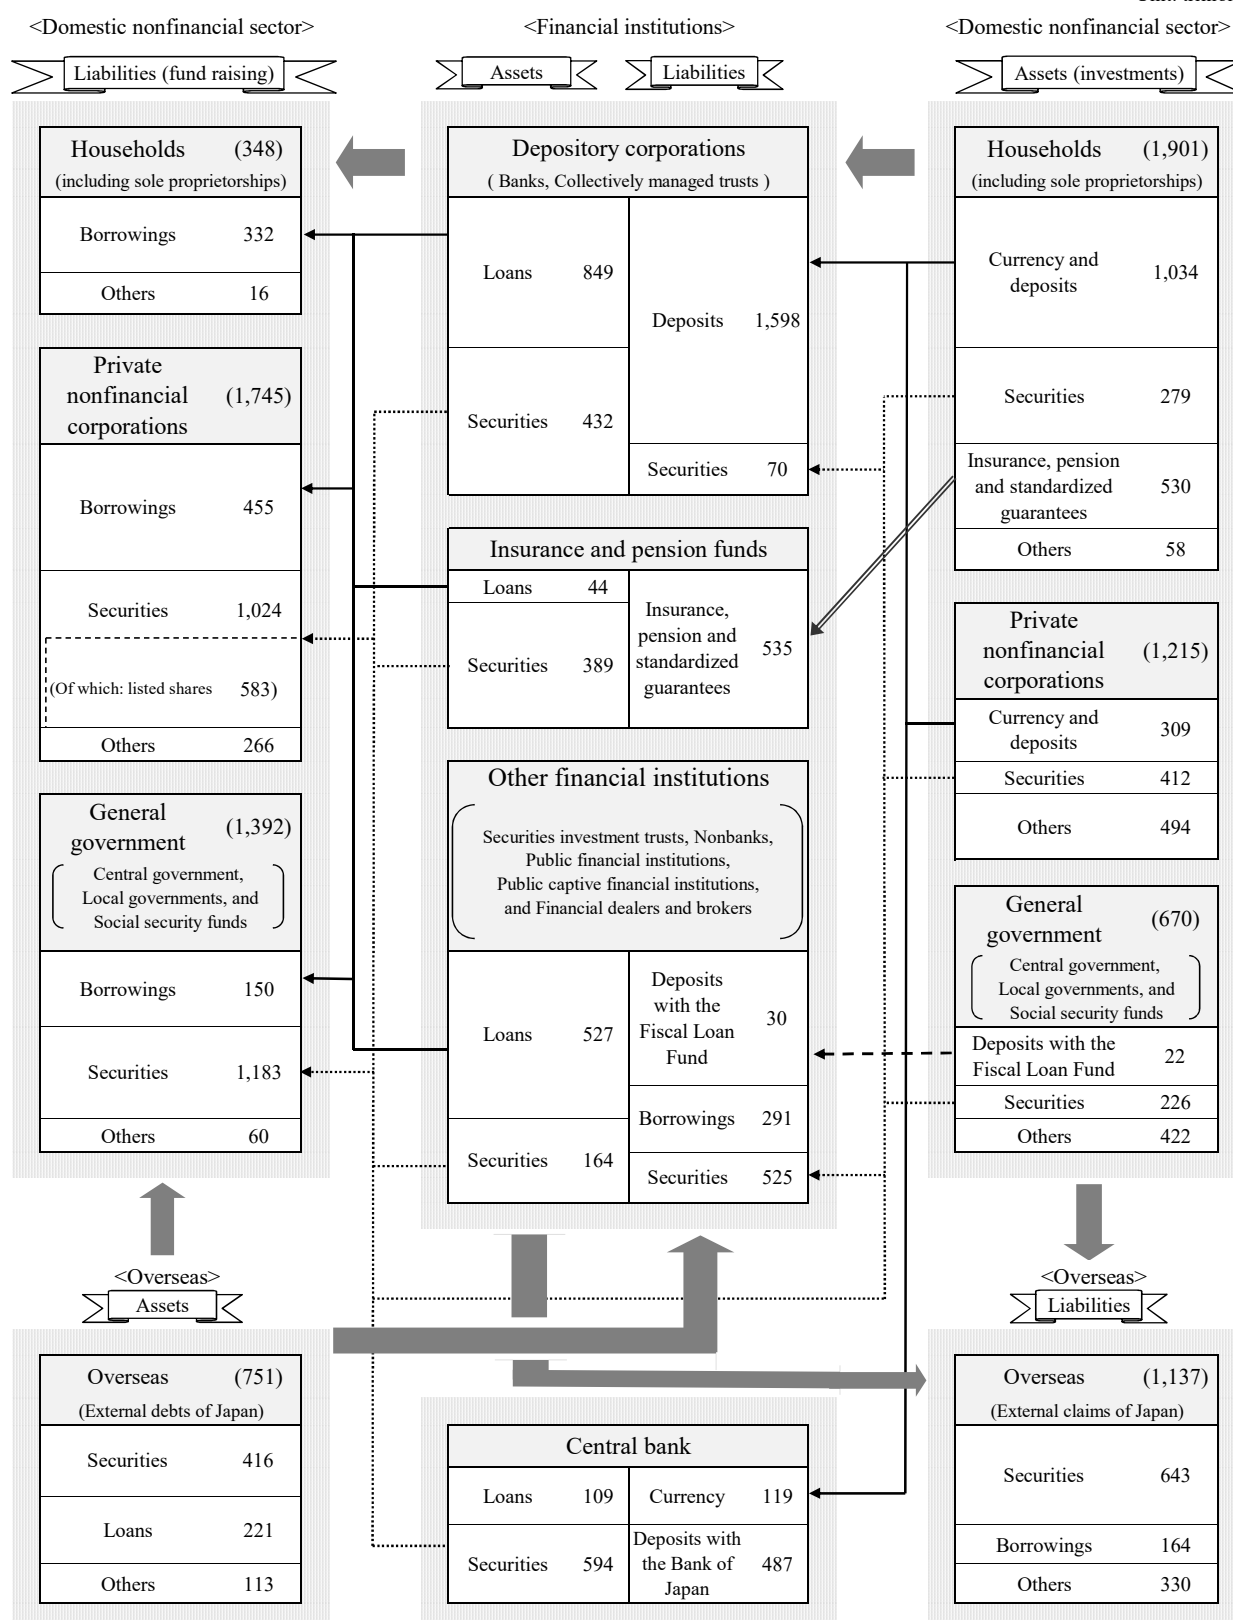 <Domestic nonfinancial sector>
Liabilities (fund raising)
Households (348)
(including sole proprietorships)
Borrowings 332
Others 16
Private
nonfinancial (1,745)
corporations
Borrowings 455
Securities 1,024
(Of which: listed shares 583)
Others 266
General
government (1,392)
Central government,
Local governments, and
Social security funds
Borrowings 150
Securities 1,183
Others 60
<Overseas>
Assets
Overseas (751)
(External debts of Japan)
Securities 416
Loans 221
Others 113
<Financial institutions>
Assets Liabilities
Depository corporations
( Banks, Collectively managed trusts )
Loans 849
Securities 432
Deposits 1,598
Securities 70
Insurance and pension funds
Loans 44
Securities 389
Insurance,
pension and
standardized
guarantees
535
Other financial institutions
Securities investment trusts, Nonbanks,
Public financial institutions,
Public captive financial institutions,
and Financial dealers and brokers
Loans 527
Securities 164
Deposits
with the
Fiscal Loan
Fund
30
Borrowings 291
Securities 525
Central bank
Loans 109
Securities 594
Currency 119
Deposits with
the Bank of
Japan
487
<Domestic nonfinancial sector>
Assets (investments)
Households (1,901)
(including sole proprietorships)
Currency and
deposits
1,034
Securities 279
Insurance, pension
and standardized
guarantees
530
Others 58
Private
nonfinancial (1,215)
corporations
Currency and
deposits
309
Securities 412
Others 494
General
government (670)
Central government,
Local governments, and
Social security funds
Deposits with the
Fiscal Loan Fund
22
Securities 226
Others 422
<Overseas>
Liabilities
Overseas (1,137)
(External claims of Japan)
Securities 643
Borrowings 164
Others 330